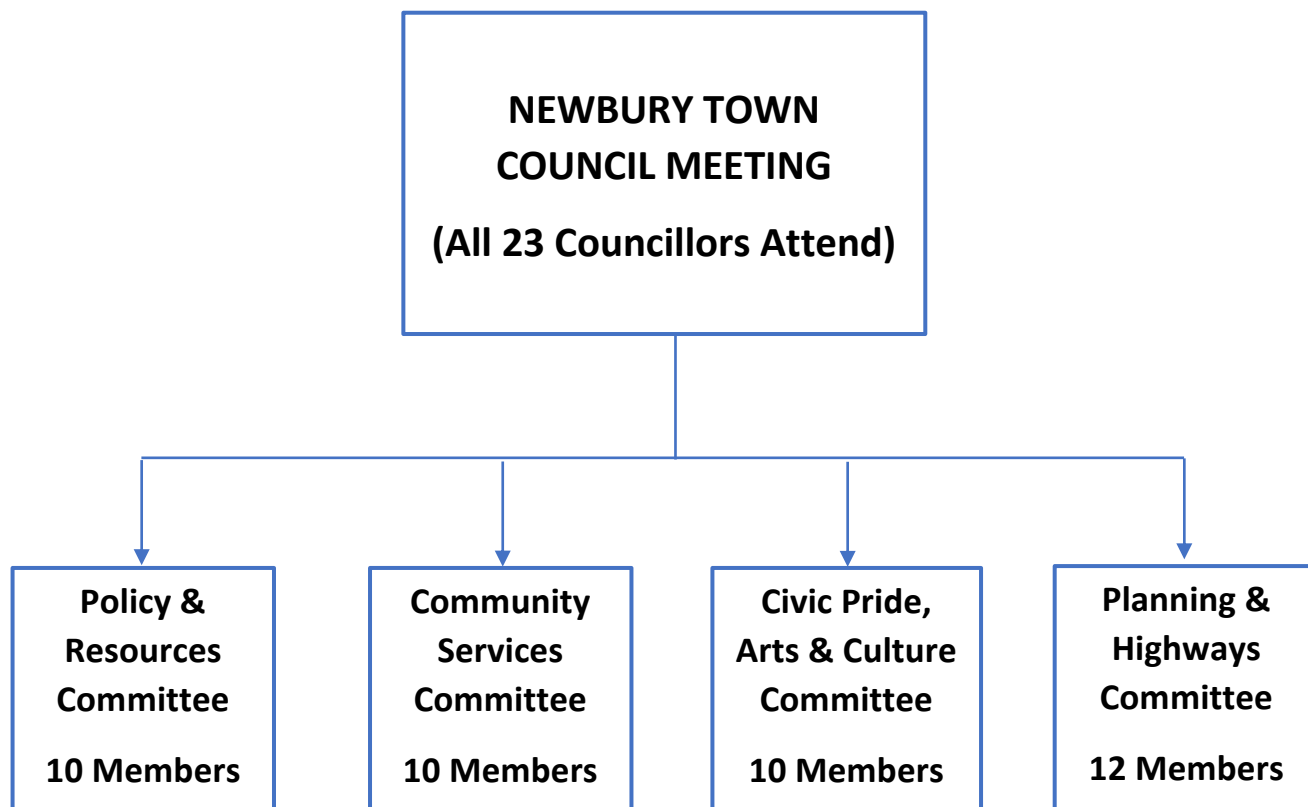 NEWBURY TOWN
COUNCIL MEETING
(All 23 Councillors Attend)
Policy &
Resources
Committee
10 Members
Community
Services
Committee
10 Members
Civic Pride,
Arts & Culture
Committee
10 Members
Planning &
Highways
Committee
12 Members